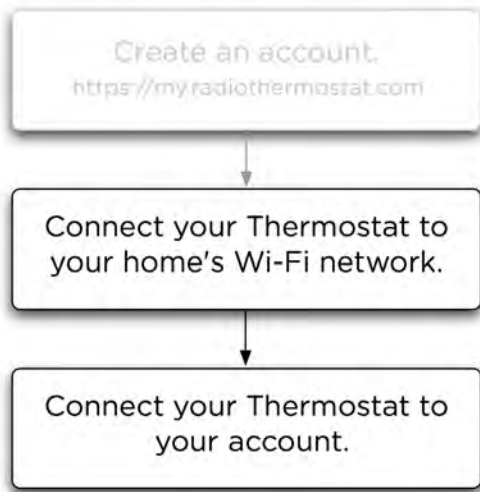 Create an account.
https://my.radiothermostat.com
Connect your Thermostat to
your home's Wi-Fi network.
Connect your Thermostat to
your account.